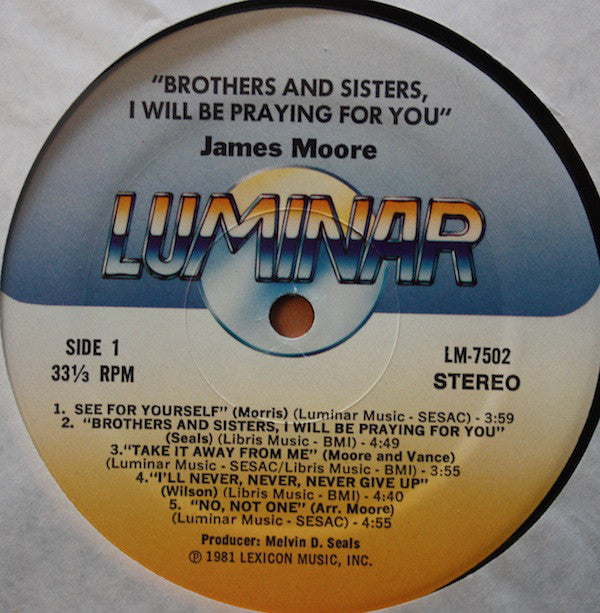 "BROTHERS AND SISTERS,
I WILL BE PRAYING FOR YOU"
James Moore
LUMINAR
SIDE 1
33⅓ RPM
LM-7502
STEREO
1. SEE FOR YOURSELF" (Morris) (Luminar Music - SESAC) - 3:59
2. "BROTHERS AND SISTERS, I WILL BE PRAYING FOR YOU"
(Seals) (Libris Music - BMI) - 4:49
3."TAKE IT AWAY FROM ME" (Moore and Vance)
(Luminar Music - SESAC/Libris Music - BMI) - 3:55
4."I'LL NEVER, NEVER, NEVER GIVE UP"
(Wilson) (Libris Music - BMI) - 4:40
5. "NO, NOT ONE" (Arr. Moore)
(Luminar Music - SESAC) - 4:55
Producer: Melvin D. Seals
℗ 1981 LEXICON MUSIC, INC.